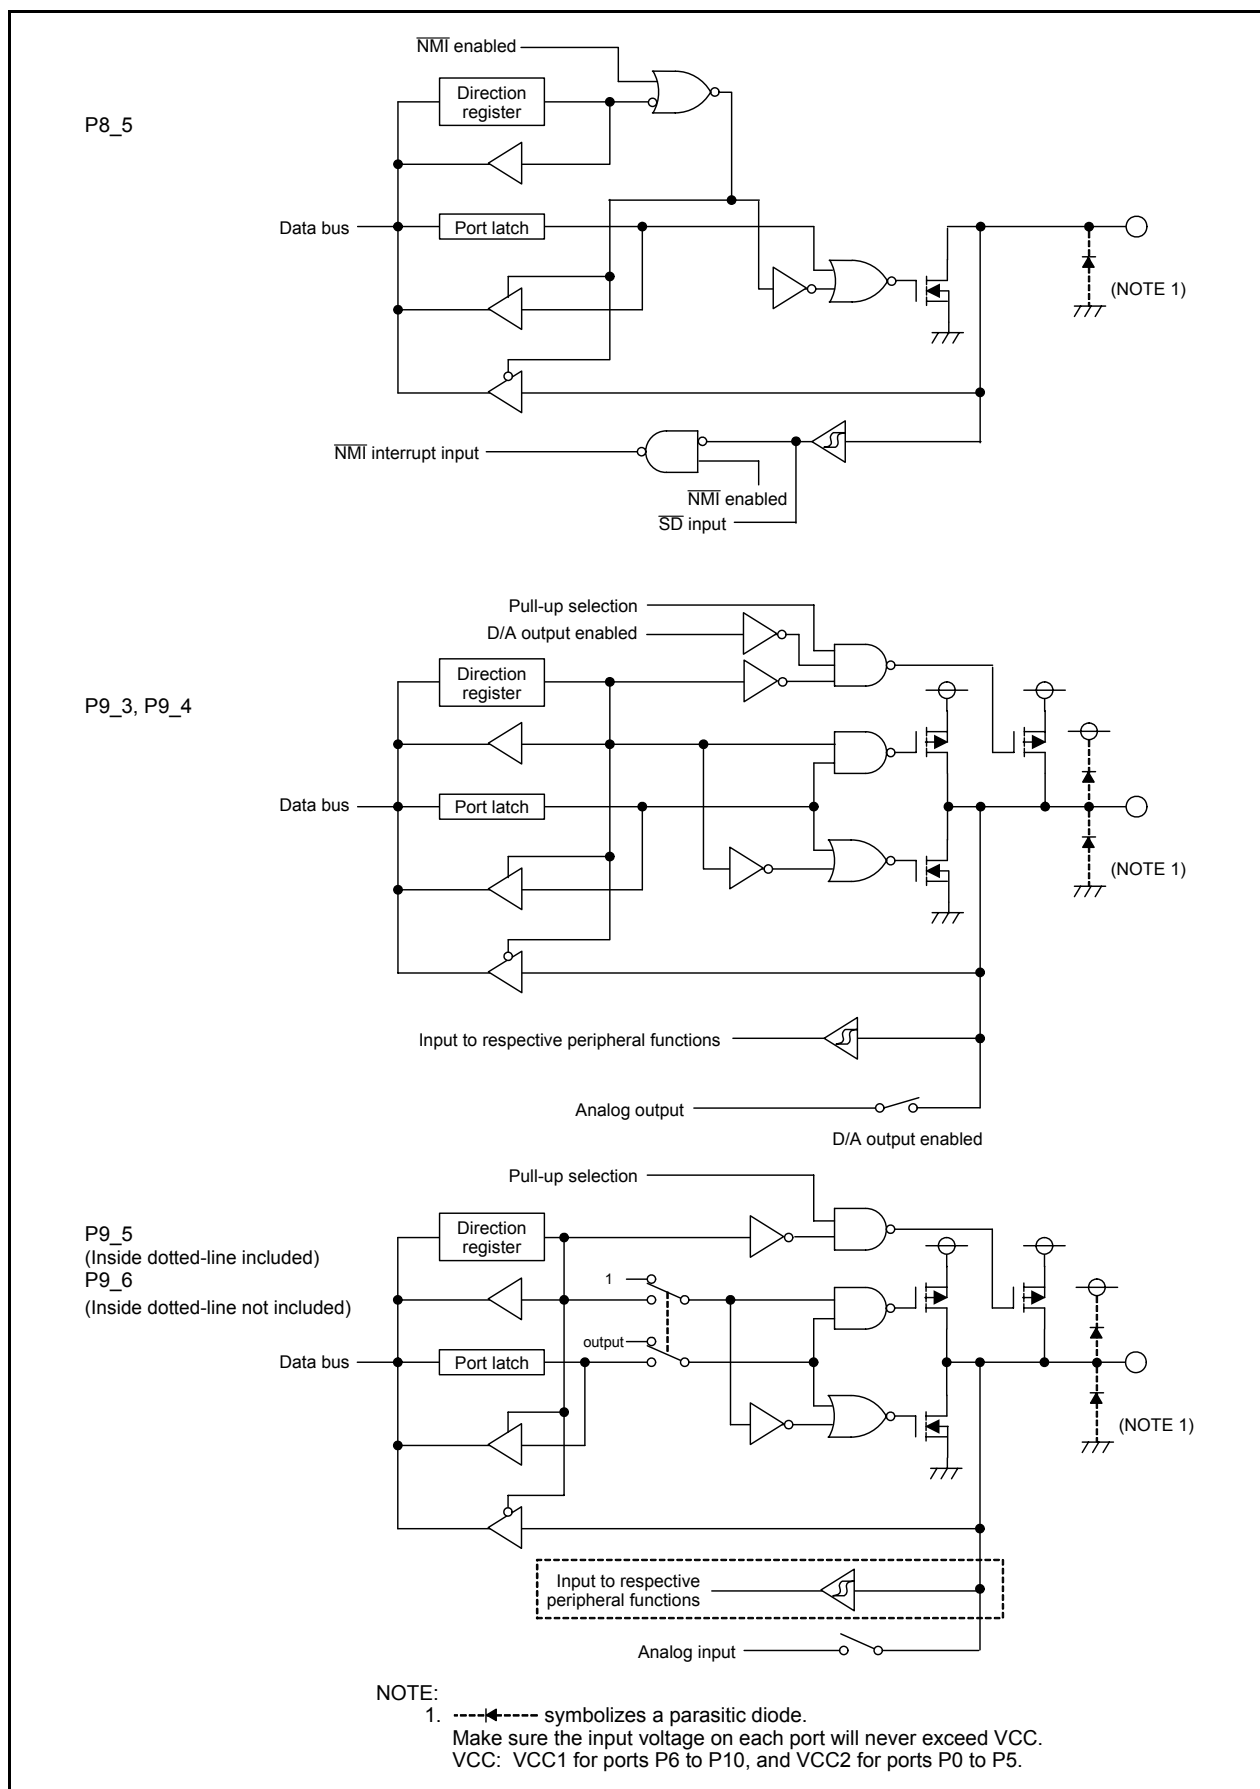 NMI enabled
Direction register
P8_5
Data bus
Port latch
(NOTE 1)
NMI interrupt input
NMI enabled
SD input
Pull-up selection
D/A output enabled
Direction register
P9_3, P9_4
Data bus
Port latch
(NOTE 1)
Input to respective peripheral functions
Analog output
D/A output enabled
Pull-up selection
P9_5
(Inside dotted-line included)
P9_6
(Inside dotted-line not included)
Direction register
1
output
Data bus
Port latch
(NOTE 1)
Input to respective
peripheral functions
Analog input
NOTE:
1. symbolizes a parasitic diode.
Make sure the input voltage on each port will never exceed VCC.
VCC: VCC1 for ports P6 to P10, and VCC2 for ports P0 to P5.